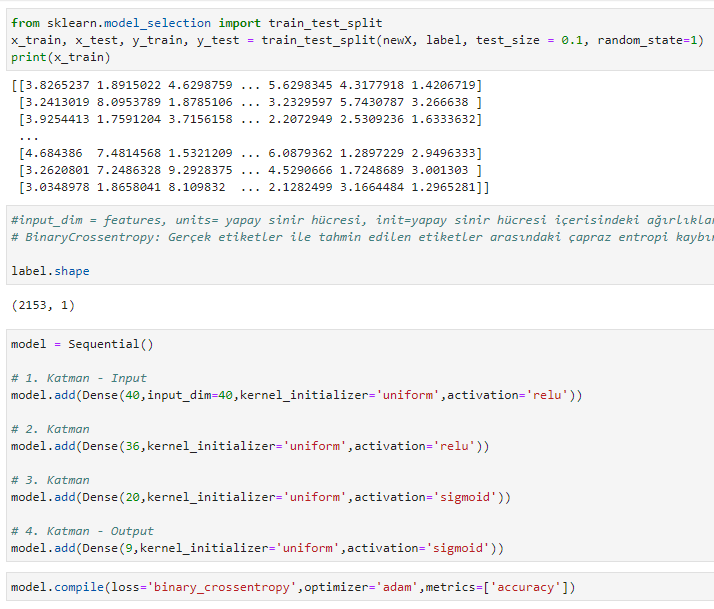 from sklearn.model_selection import train_test_split
x_train, x_test, y_train, y_test = train_test_split(newX, label, test_size = 0.1, random_state=1)
print(x_train)
[[3.8265237 1.8915022 4.6298759 ... 5.6298345 4.3177918 1.4206719]
 [3.2413019 8.0953789 1.8785106 ... 3.2329597 5.7430787 3.266638 ]
 [3.9254413 1.7591204 3.7156158 ... 2.2072949 2.5309236 1.6333632]
 ...
 [4.684386  7.4814568 1.5321209 ... 6.0879362 1.2897229 2.9496333]
 [3.2620801 7.2486328 9.2928375 ... 4.5290666 1.7248689 3.001303 ]
 [3.0348978 1.8658041 8.109832  ... 2.1282499 3.1664484 1.2965281]]
#input_dim = features, units= yapay sinir hücresi, init=yapay sinir hücresi içerisindeki
# BinaryCrossentropy: Gerçek etiketler ile tahmin edilen etiketler arasındaki çapraz entropi
label.shape
(2153, 1)
model = Sequential()
# 1. Katman - Input
model.add(Dense(40,input_dim=40,kernel_initializer='uniform',activation='relu'))
# 2. Katman
model.add(Dense(36,kernel_initializer='uniform',activation='relu'))
# 3. Katman
model.add(Dense(20,kernel_initializer='uniform',activation='sigmoid'))
# 4. Katman - Output
model.add(Dense(9,kernel_initializer='uniform',activation='sigmoid'))
model.compile(loss='binary_crossentropy',optimizer='adam',metrics=['accuracy'])